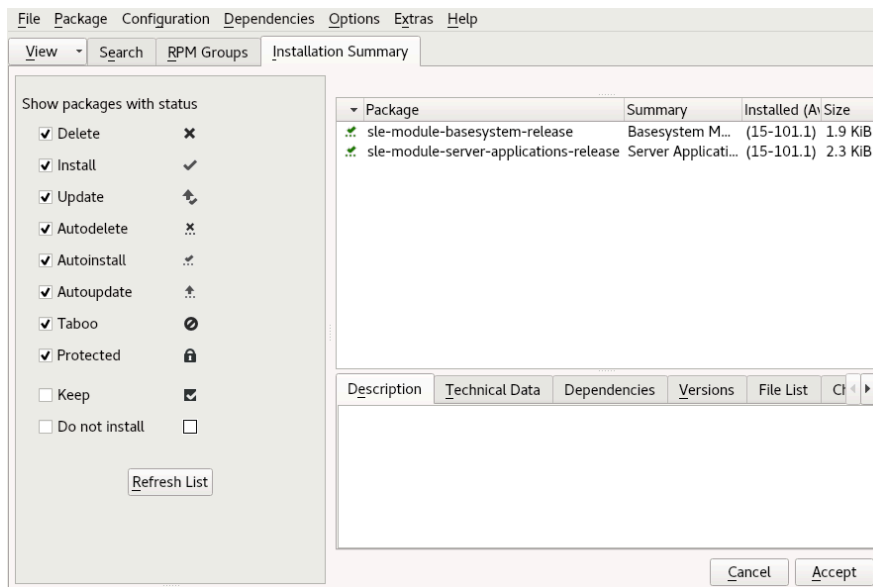 File Package Configuration Dependencies Options Extras Help
View Search RPM Groups Installation Summary
Show packages with status
Delete
Install
Update
Autodelete
Autoinstall
Autoupdate
Taboo
Protected
Keep
Do not install
Refresh List
Package Summary Installed (Av Size
sle-module-basesystem-release Basesystem M... (15-101.1) 1.9 KiB
sle-module-server-applications-release Server Applicati... (15-101.1) 2.3 KiB
Description Technical Data Dependencies Versions File List Ch
Cancel Accept